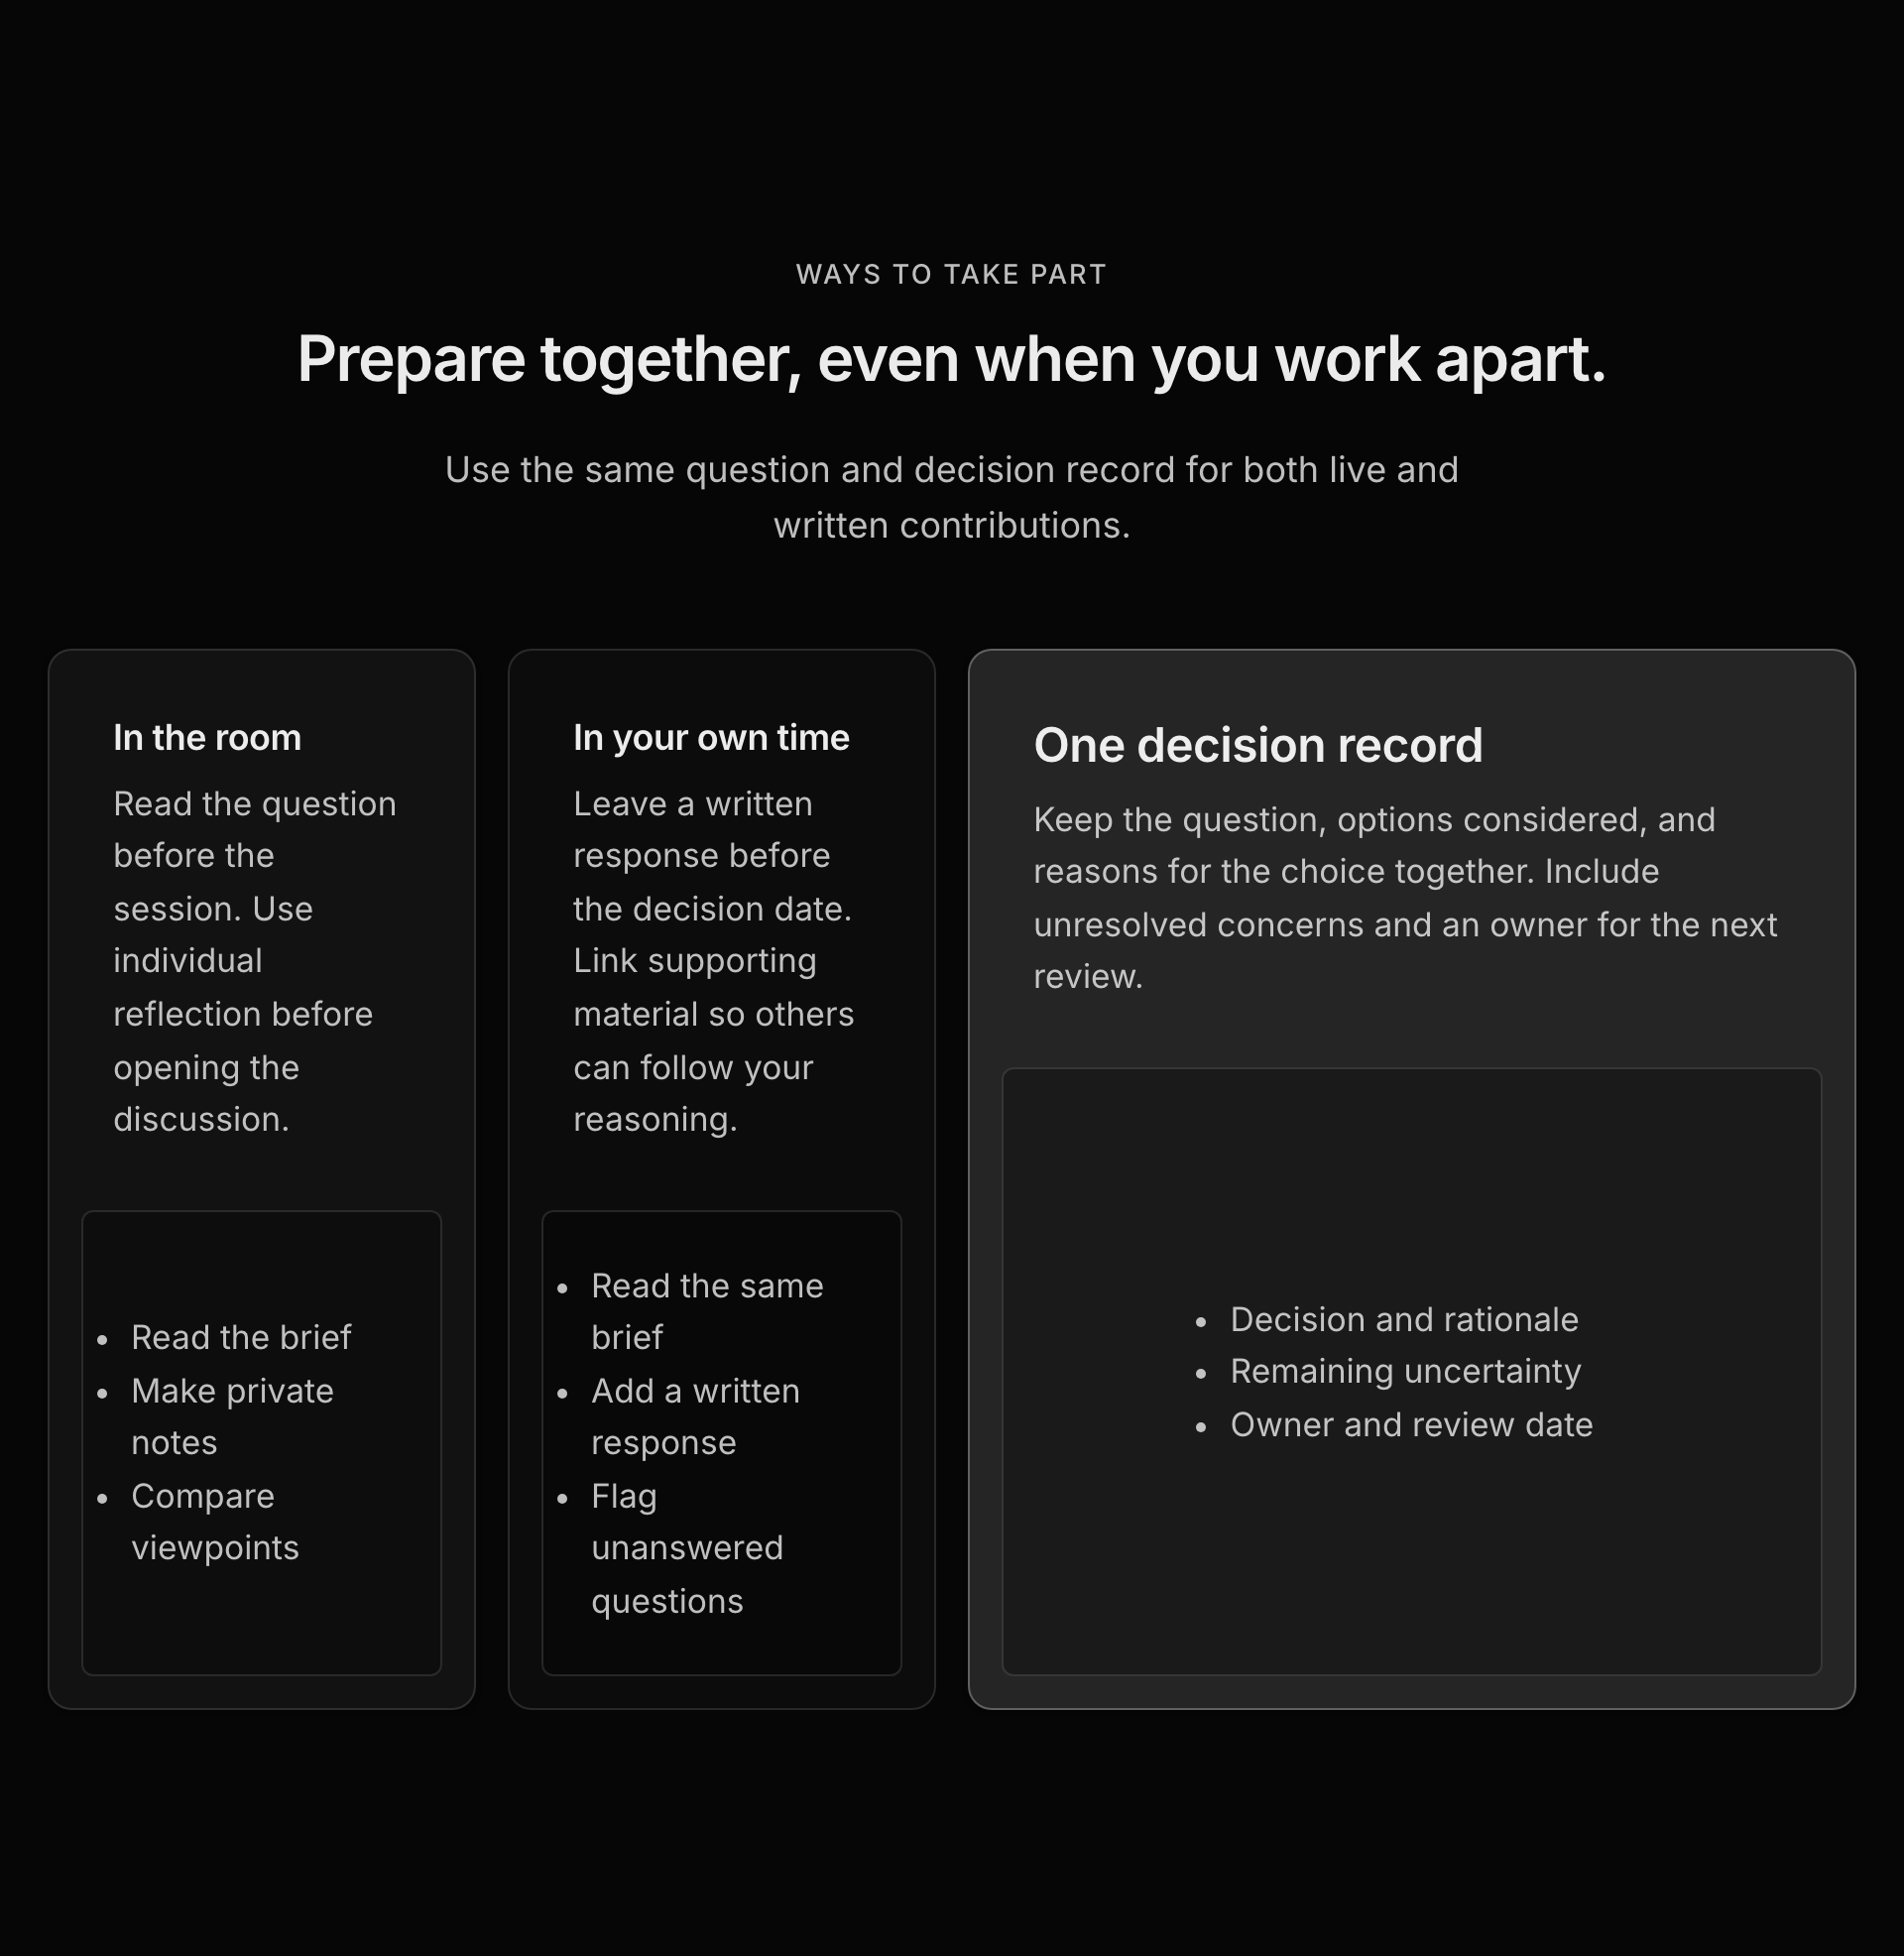 WAYS TO TAKE PART
Prepare together, even when you work apart.
Use the same question and decision record for both live and
written contributions.
In the room
Read the question
before the
session. Use
individual
reflection before
opening the
discussion.
• Read the brief
• Make private
notes
• Compare
viewpoints
In your own time
Leave a written
response before
the decision date.
Link supporting
material so others
can follow your
reasoning.
• Read the same
brief
• Add a written
response
• Flag
unanswered
questions
One decision record
Keep the question, options considered, and
reasons for the choice together. Include
unresolved concerns and an owner for the next
review.
• Decision and rationale
• Remaining uncertainty
• Owner and review date